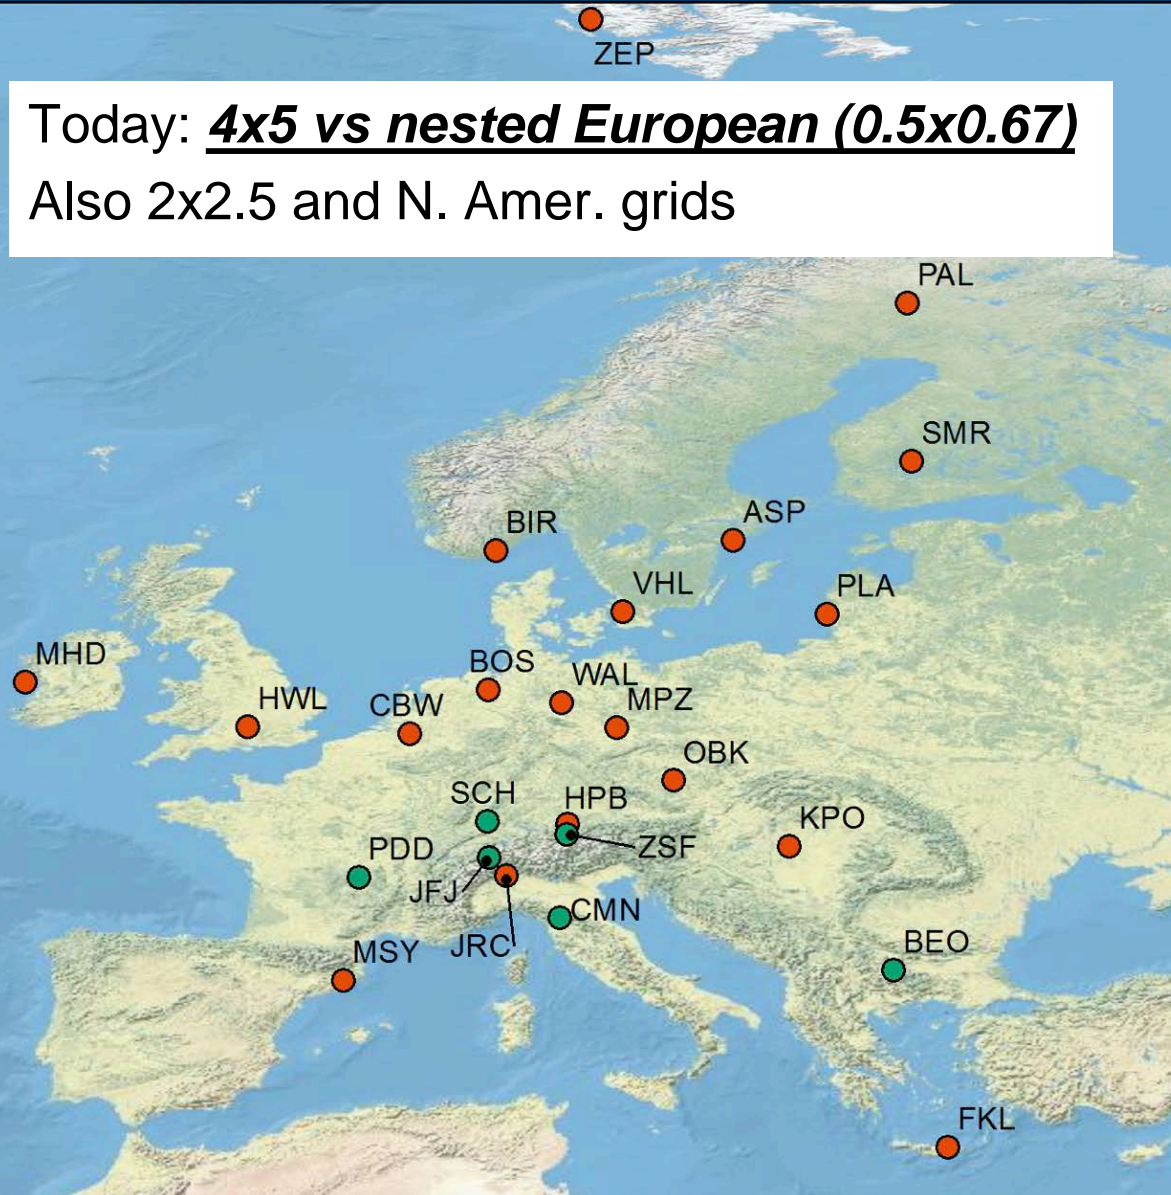 ZEP
Today: 4x5 vs nested European (0.5x0.67)
Also 2x2.5 and N. Amer. grids
PAL
SMR
ASP
BIR
VHL
PLA
MHD
BOS
WAL
HWL
CBW
MPZ
OBK
SCH
HPB
KPO
PDD
ZSF
JFJ
CMN
JRC
MSY
BEO
FKL